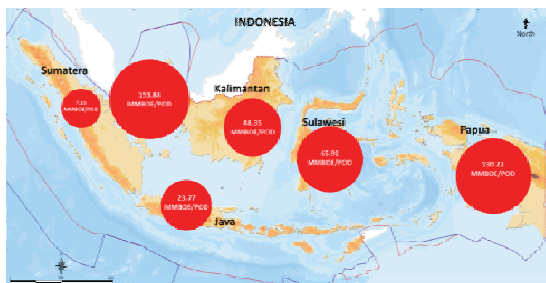 INDONESIA
North
Sumatera
MMBOE/POD
MMBOE/POD
Kalimantan
48.35
MMBOE/POD
Sulawesi
MMBOE/POD
Papua
MMBOE/POD
23.77
MMBOE/POD
Java